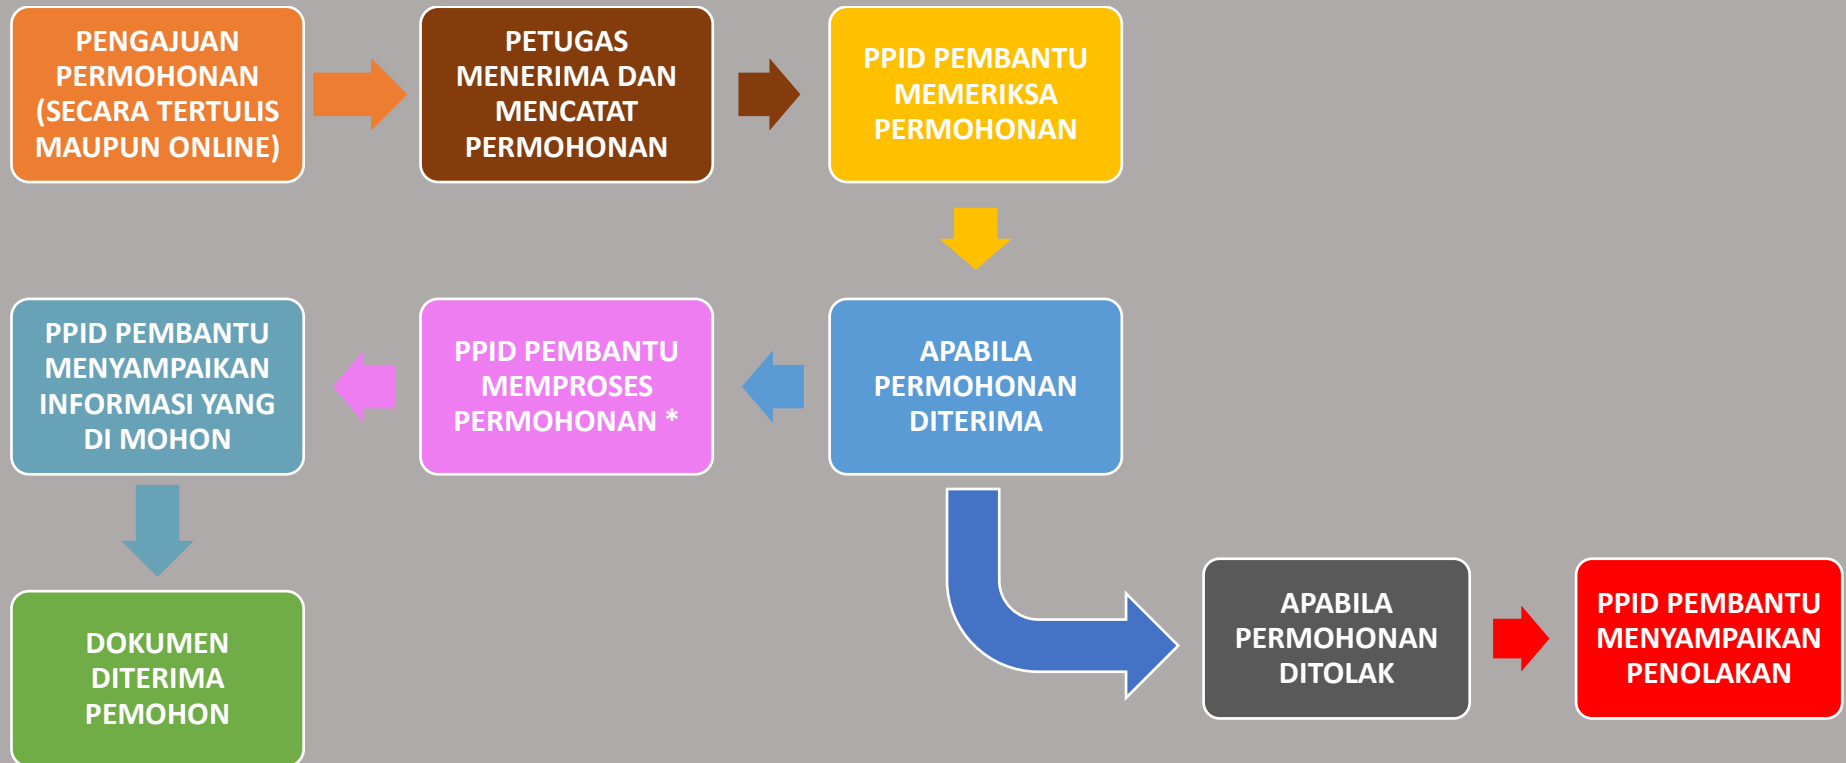 PENGAJUAN
PERMOHONAN
(SECARA TERTULIS
MAUPUN ONLINE)
PETUGAS
MENERIMA DAN
MENCATAT
PERMOHONAN
PPID PEMBANTU
MEMERIKSA
PERMOHONAN
APABILA
PERMOHONAN
DITERIMA
PPID PEMBANTU
MEMPROSES
PERMOHONAN *
PPID PEMBANTU
MENYAMPAIKAN
INFORMASI YANG
DI MOHON
DOKUMEN
DITERIMA
PEMOHON
APABILA
PERMOHONAN
DITOLAK
PPID PEMBANTU
MENYAMPAIKAN
PENOLAKAN